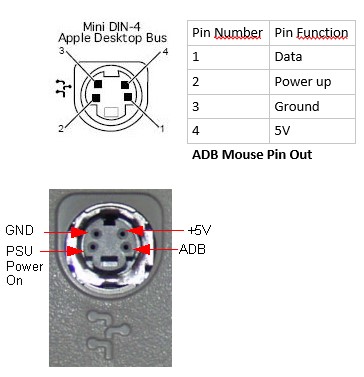 Mini DIN-4
Apple Desktop Bus
3
4
2
1
Pin Number Pin Function
1 Data
2 Power up
3 Ground
4 5V
ADB Mouse Pin Out
GND
+5V
PSU
Power
On
ADB